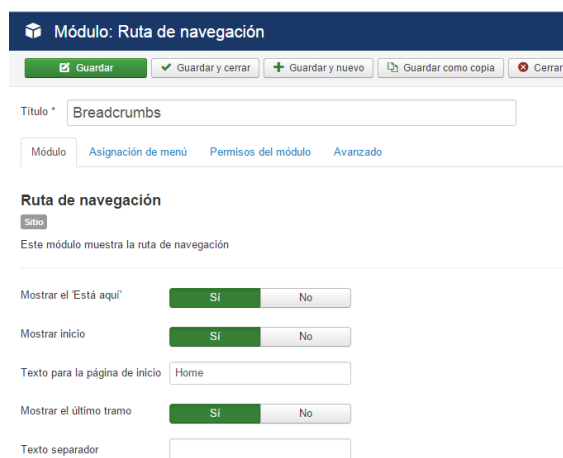 Módulo: Ruta de navegación
Guardar Guardar y cerrar Guardar y nuevo Guardar como copia Cerrar
Título * Breadcrumbs
Módulo Asignación de menú Permisos del módulo Avanzado
Ruta de navegación
Sitio
Este módulo muestra la ruta de navegación
Mostrar el 'Está aquí' Sí No
Mostrar inicio Sí No
Texto para la página de inicio Home
Mostrar el último tramo Sí No
Texto separador